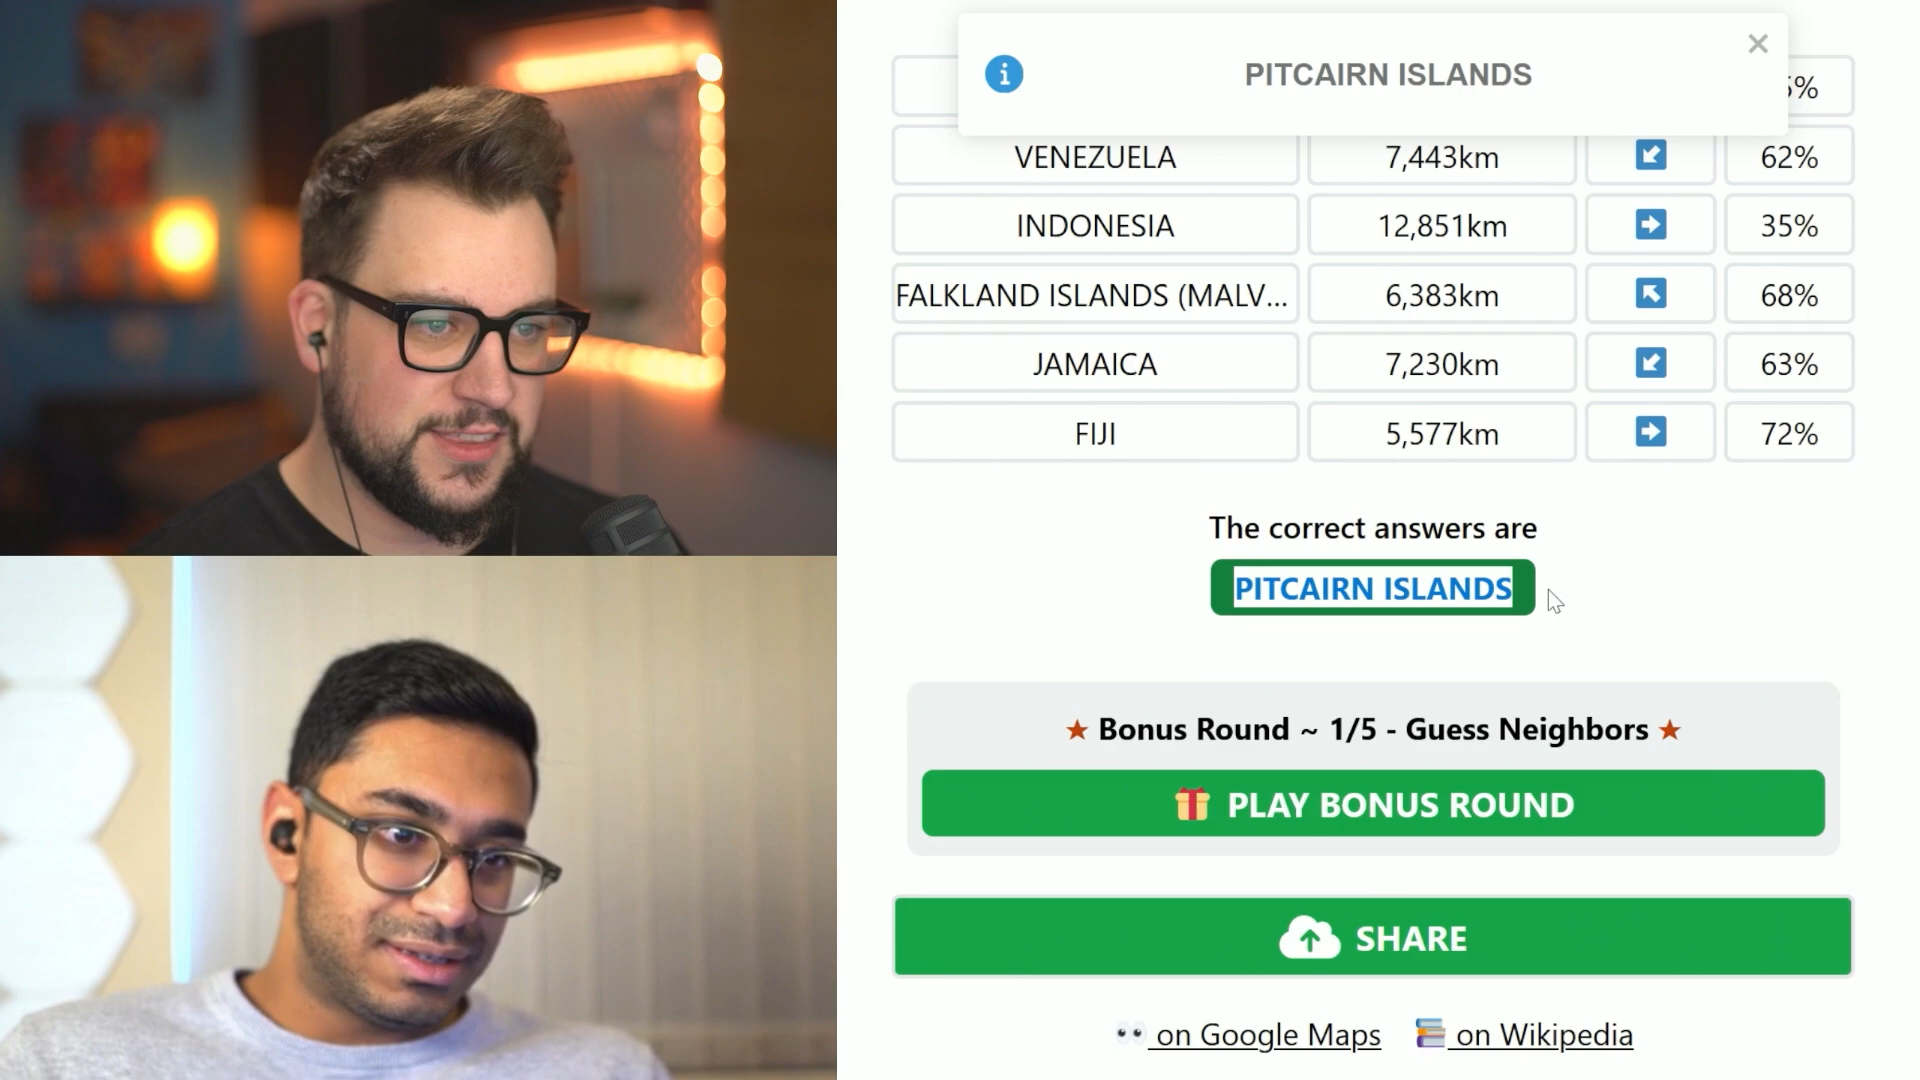 PITCAIRN ISLANDS
%
VENEZUELA 7,443km 62%
INDONESIA 12,851km 35%
FALKLAND ISLANDS (MALV... 6,383km 68%
JAMAICA 7,230km 63%
FIJI 5,577km 72%
The correct answers are
PITCAIRN ISLANDS
Bonus Round ~ 1/5 - Guess Neighbors
PLAY BONUS ROUND
SHARE
on Google Maps on Wikipedia